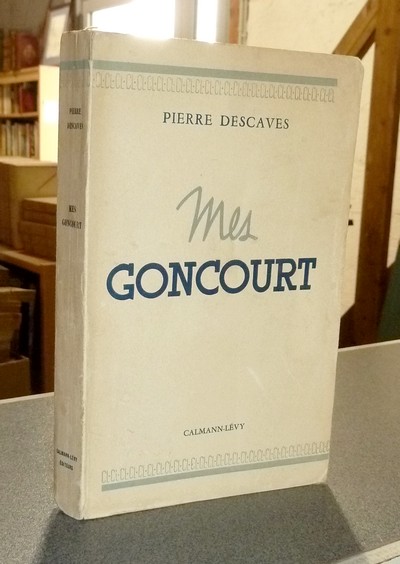 PIERRE
DESCAVES
MES
GONCOURT
CALMANN-LÉVY
ÉDITEURS
PIERRE DESCAVES
Mes
GONCOURT
CALMANN-LÉVY